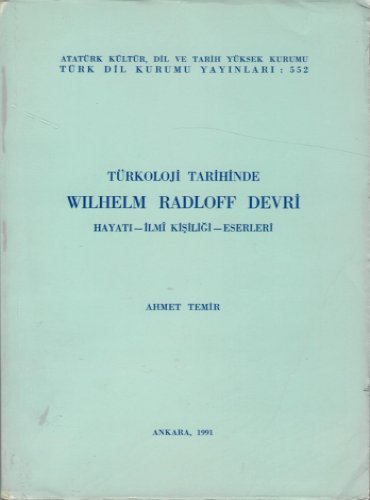 ATATÜRK KÜLTÜR, DİL VE TARİH YÜKSEK KURUMU
TÜRK DİL KURUMU YAYINLARI : 552
TÜRKOLOJİ TARİHİNDE
WILHELM RADLOFF DEVRİ
HAYATI – İLMÎ KİŞİLİĞİ – ESERLERİ
AHMET TEMİR
ANKARA, 1991